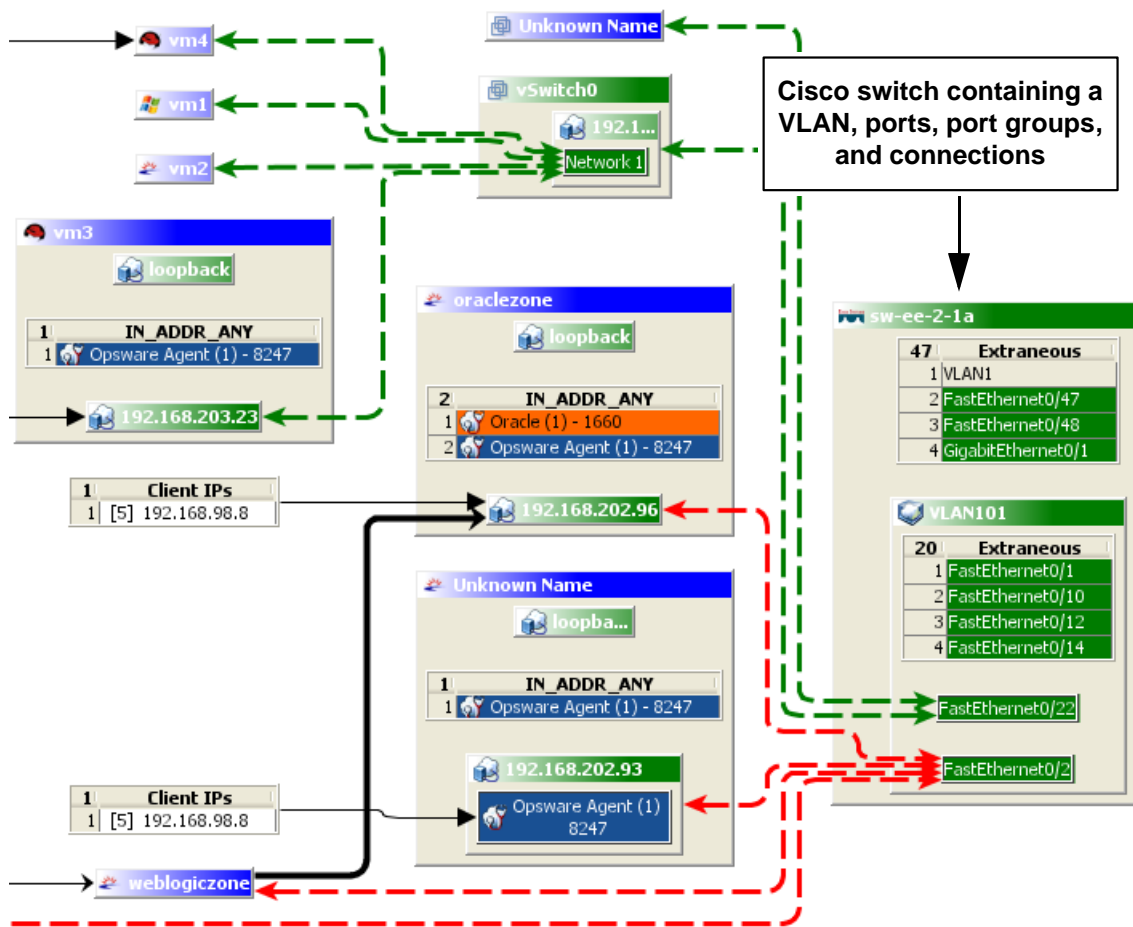 vm4
Unknown Name
vSwitch0
192.1...
Network 1
vm1
vm2
Cisco switch containing a
VLAN, ports, port groups,
and connections
vm3
loopback
1 IN_ADDR_ANY
1 Opsware Agent (1) - 8247
192.168.203.23
oraclezone
loopback
2 IN_ADDR_ANY
1 Oracle (1) - 1660
2 Opsware Agent (1) - 8247
192.168.202.96
1 Client IPs
1 [5] 192.168.98.8
Unknown Name
loopba...
1 IN_ADDR_ANY
1 Opsware Agent (1) - 8247
192.168.202.93
Opsware Agent (1)
8247
1 Client IPs
1 [5] 192.168.98.8
weblogiczone
sw-ee-2-1a
47 Extraneous
1 VLAN1
2 FastEthernet0/47
3 FastEthernet0/48
4 GigabitEthernet0/1
VLAN101
20 Extraneous
1 FastEthernet0/1
2 FastEthernet0/10
3 FastEthernet0/12
4 FastEthernet0/14
FastEthernet0/22
FastEthernet0/2